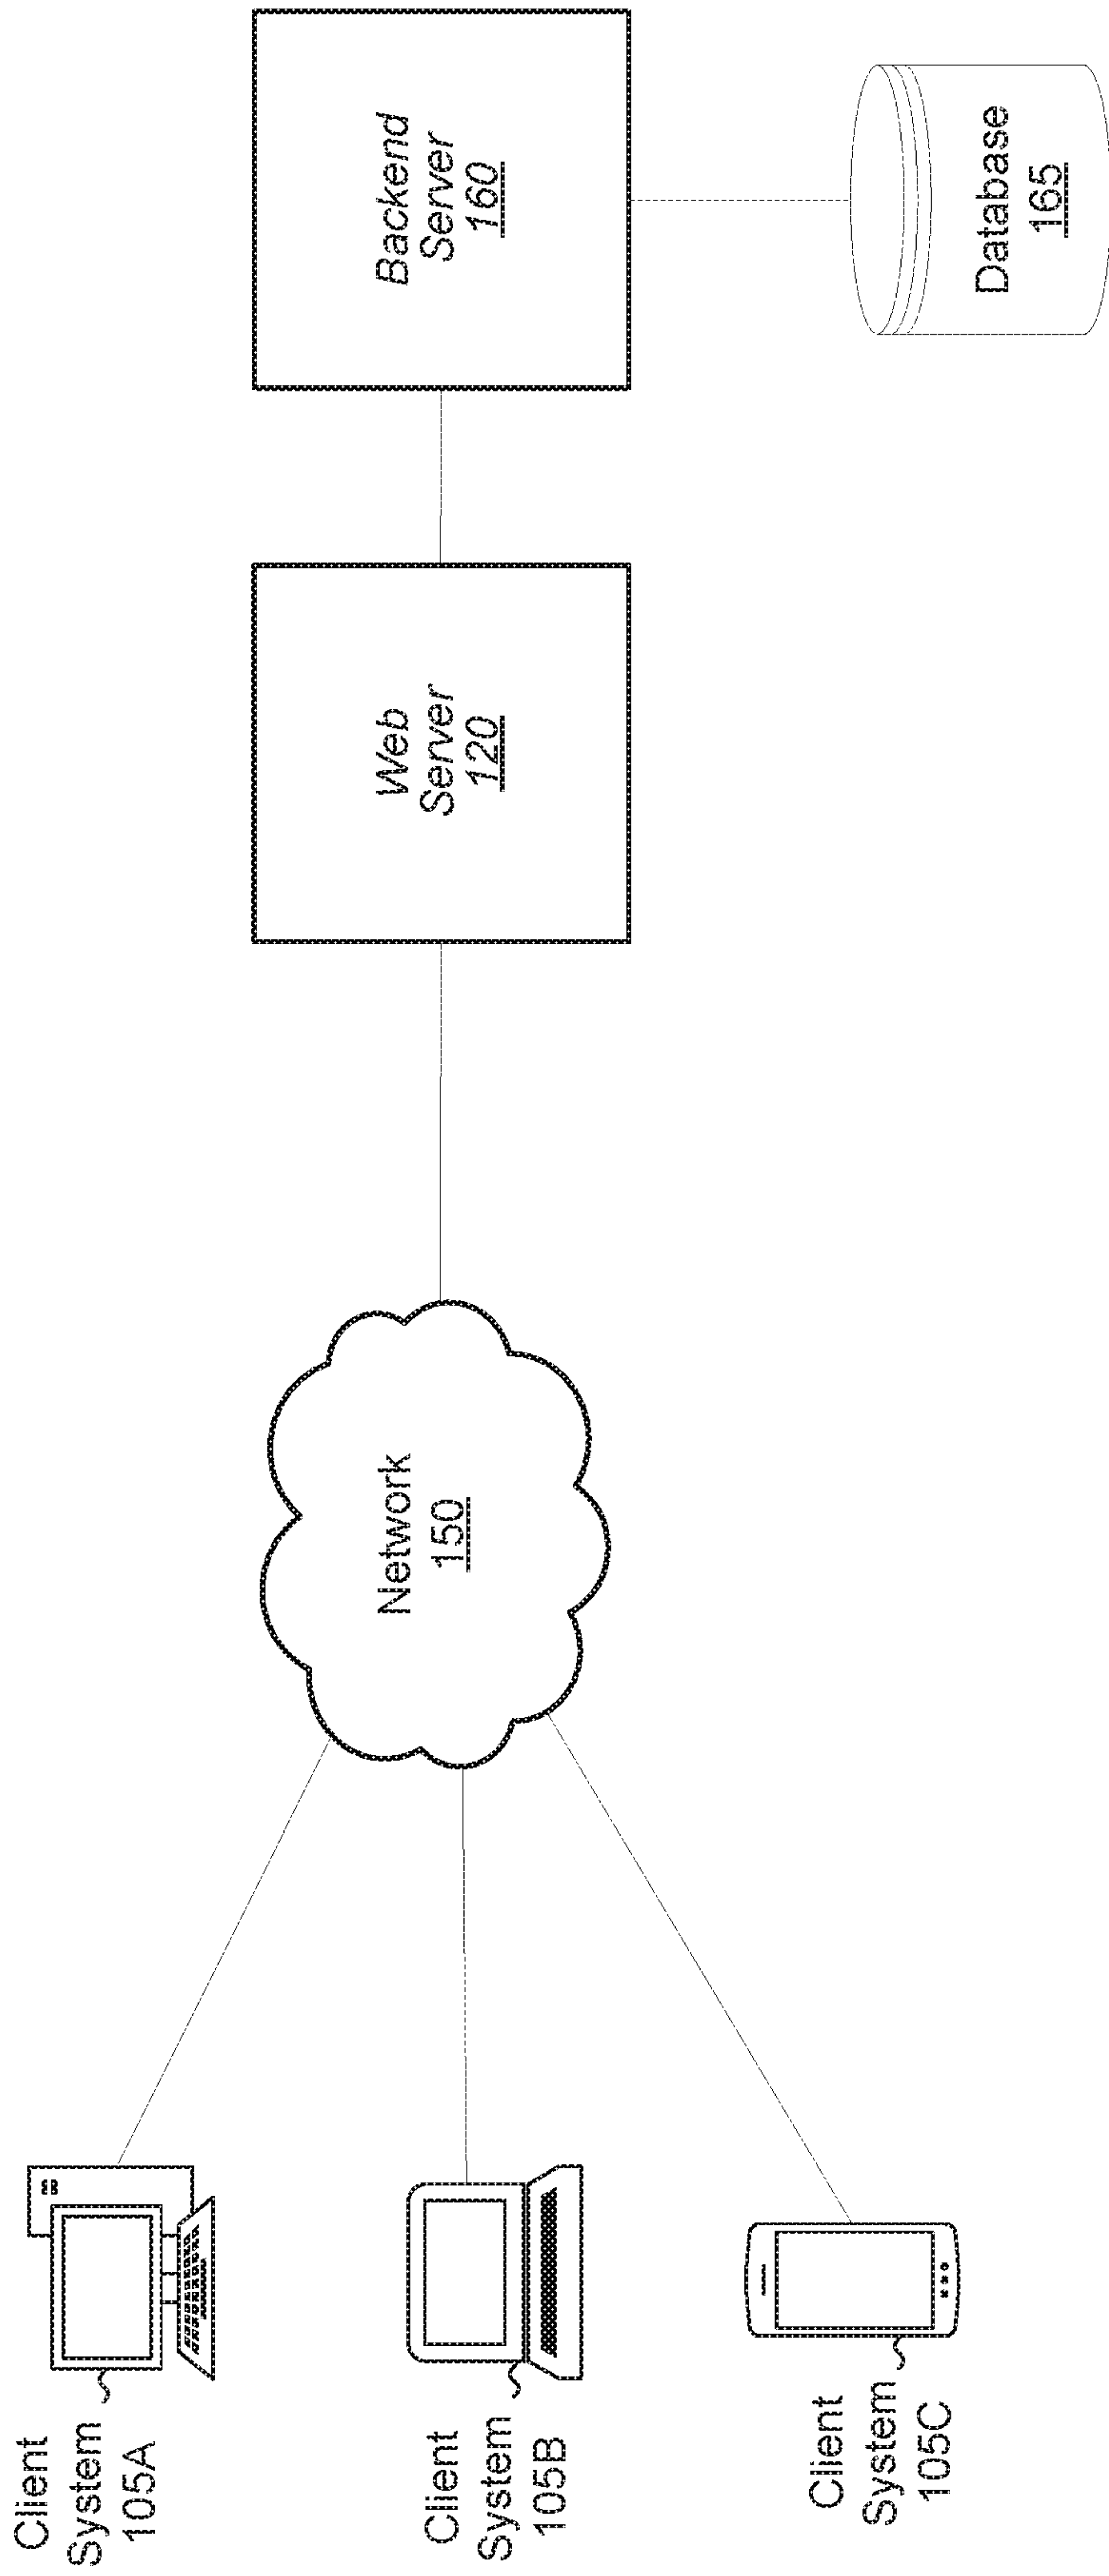 Client
System
105A
Client
System
105B
Client
System
105C
Network
150
Web
Server
120
Backend
Server
160
Database
165